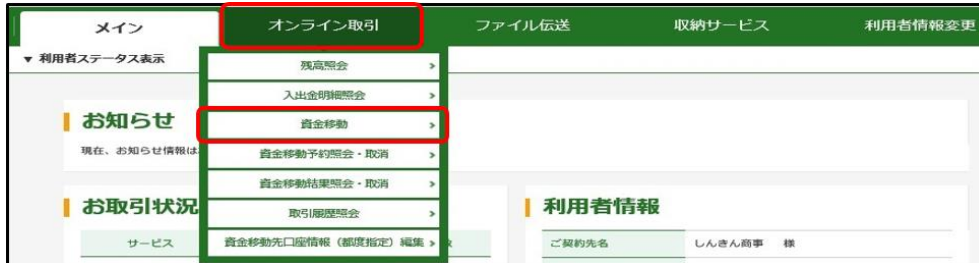 メイン オンライン取引 ファイル伝送 収納サービス 利用者情報変更
▼ 利用者ステータス表示
残高照会
入出金明細照会
資金移動
資金移動予約照会・取消
資金移動結果照会・取消
取引履歴照会
資金移動先口座情報（都度指定）編集
お知らせ
現在、お知らせ情報は
お取引状況
サービス
利用者情報
ご契約先名 しんきん商事 様